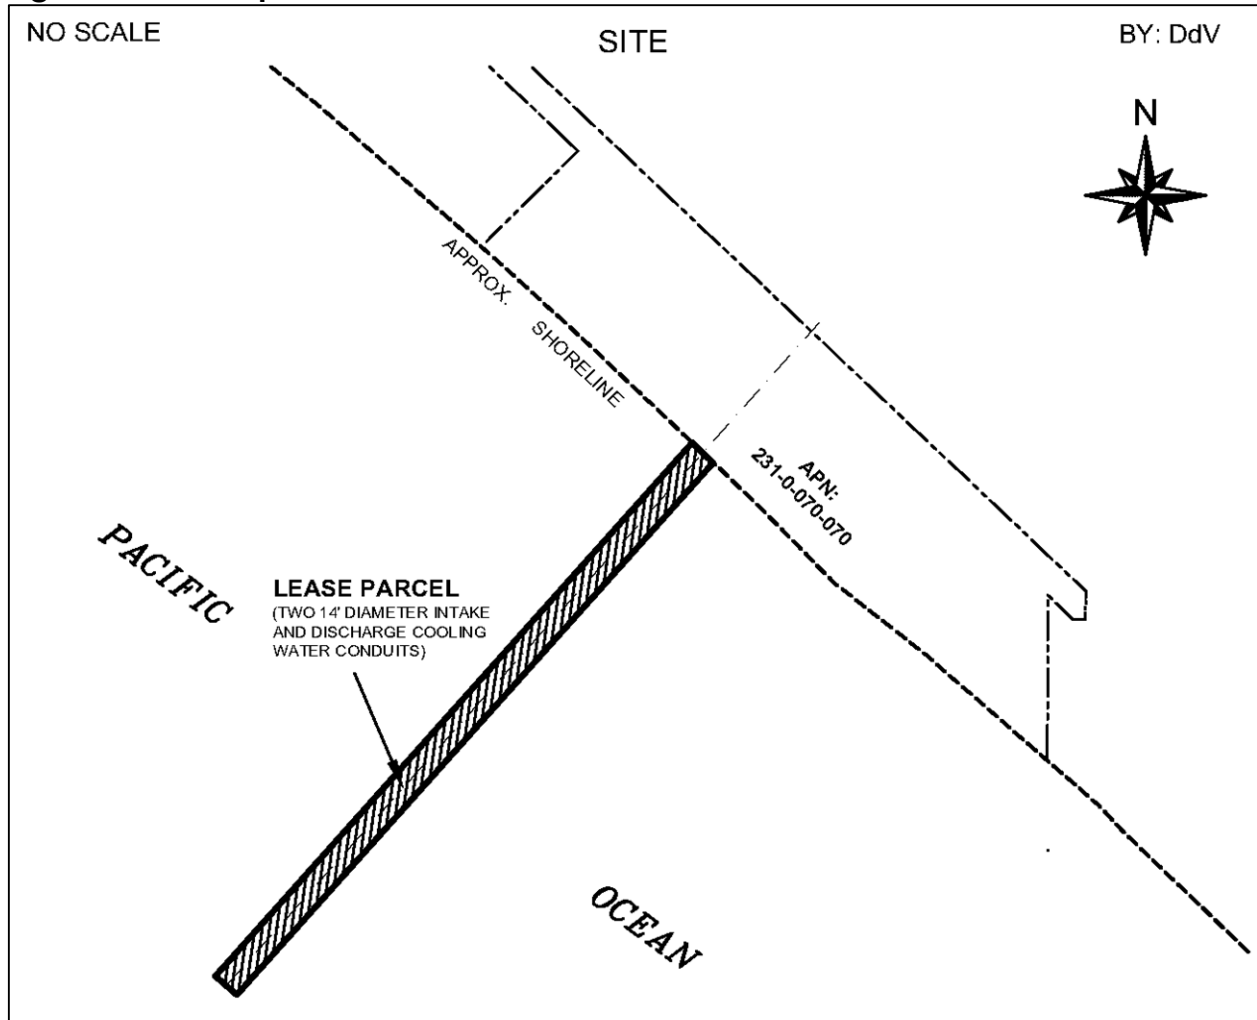 NO SCALE
SITE
BY: DdV
N
APPROX. SHORELINE
APN:
231-0-070-070
PACIFIC
LEASE PARCEL
(TWO 14' DIAMETER INTAKE
AND DISCHARGE COOLING
WATER CONDUITS)
OCEAN